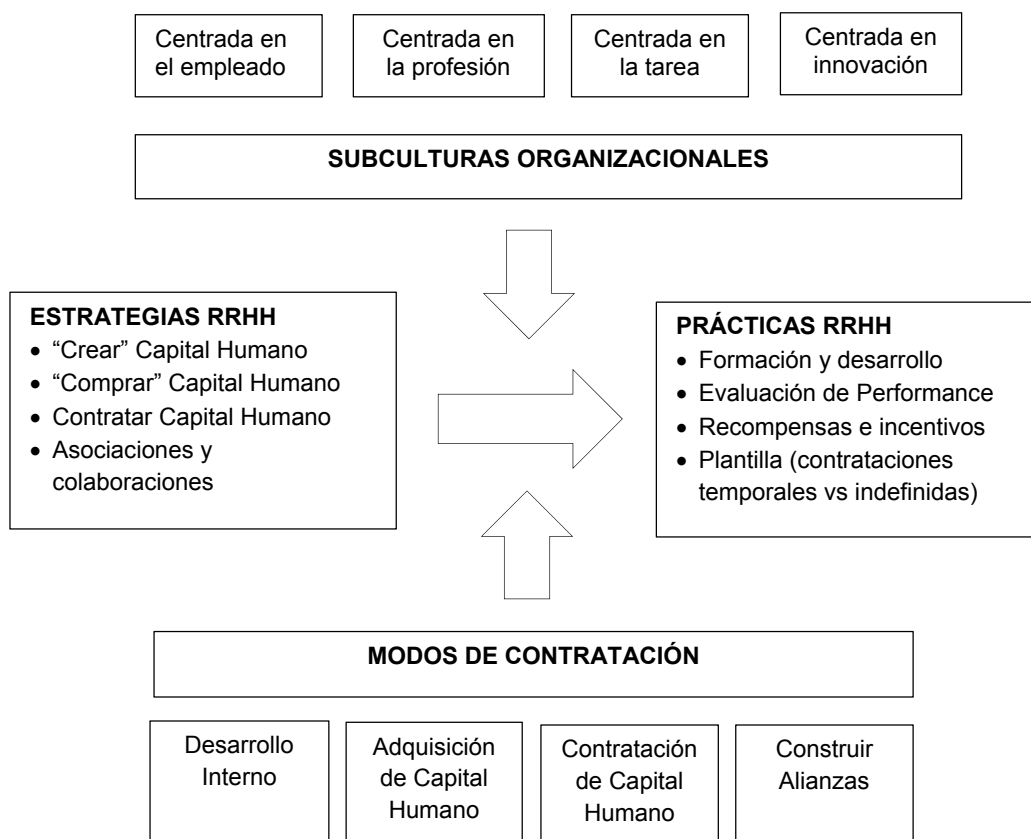 Centrada en
el empleado
Centrada en
la profesión
Centrada en
la tarea
Centrada en
innovación
SUBCULTURAS ORGANIZACIONALES
ESTRATEGIAS RRHH
• “Crear” Capital Humano
• “Comprar” Capital Humano
• Contratar Capital Humano
• Asociaciones y
colaboraciones
PRÁCTICAS RRHH
• Formación y desarrollo
• Evaluación de Performance
• Recompensas e incentivos
• Plantilla (contrataciones
temporales vs indefinidas)
MODOS DE CONTRATACIÓN
Desarrollo
Interno
Adquisición
de Capital
Humano
Contratación
de Capital
Humano
Construir
Alianzas